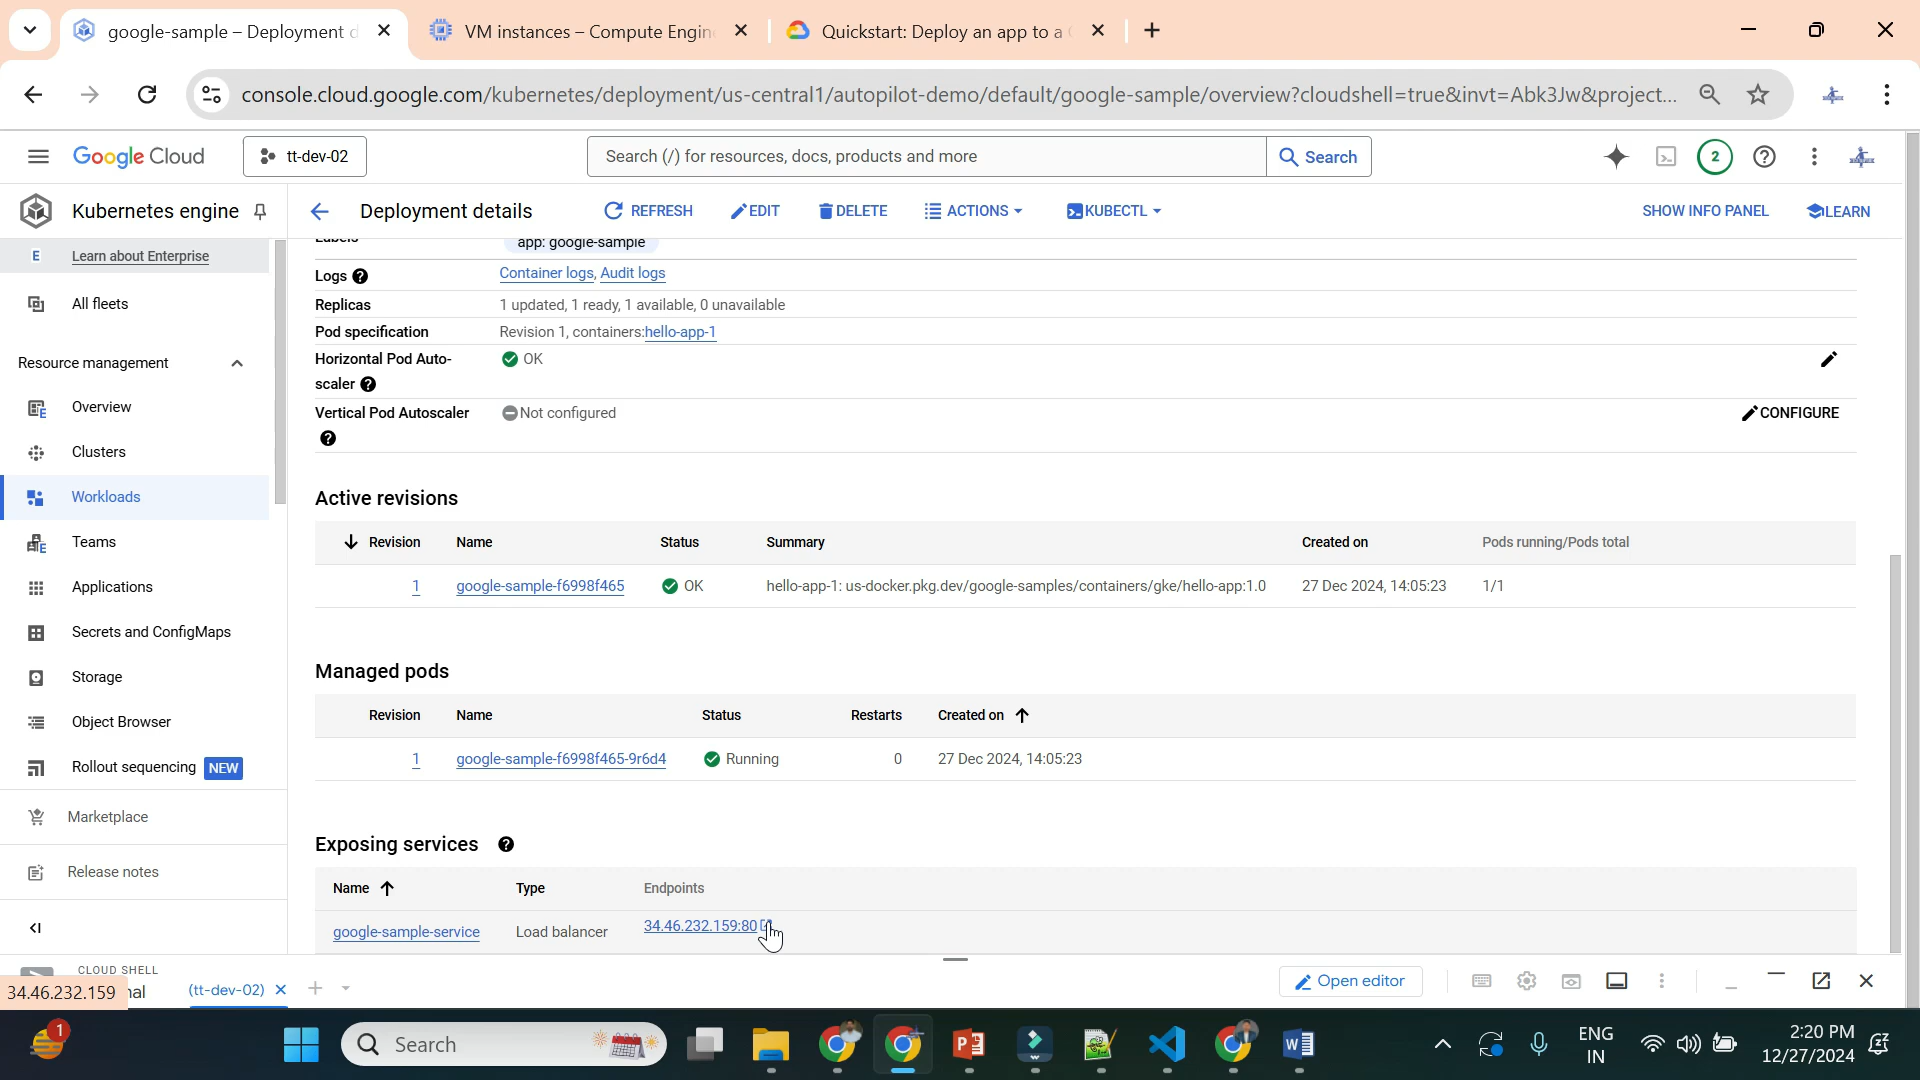 google-sample – Deployment d
VM instances – Compute Engin
Quickstart: Deploy an app to a
console.cloud.google.com/kubernetes/deployment/us-central1/autopilot-demo/default/google-sample/overview?cloudshell=true&invt=Abk3Jw&project...
Google Cloud
tt-dev-02
Search (/) for resources, docs, products and more
Search
2
Kubernetes engine
Deployment details
REFRESH
EDIT
DELETE
ACTIONS
KUBECTL
SHOW INFO PANEL
LEARN
E
Learn about Enterprise
All fleets
Resource management
Overview
Clusters
Workloads
Teams
Applications
Secrets and ConfigMaps
Storage
Object Browser
Rollout sequencing NEW
Marketplace
Release notes
Labels app: google-sample
Logs Container logs, Audit logs
Replicas 1 updated, 1 ready, 1 available, 0 unavailable
Pod specification Revision 1, containers:hello-app-1
Horizontal Pod Auto- OK
scaler
Vertical Pod Autoscaler Not configured CONFIGURE
Active revisions
Revision Name Status Summary Created on Pods running/Pods total
1 google-sample-f6998f465 OK hello-app-1: us-docker.pkg.dev/google-samples/containers/gke/hello-app:1.0 27 Dec 2024, 14:05:23 1/1
Managed pods
Revision Name Status Restarts Created on
1 google-sample-f6998f465-9r6d4 Running 0 27 Dec 2024, 14:05:23
Exposing services
Name Type Endpoints
google-sample-service Load balancer 34.46.232.159:80
CLOUD SHELL
34.46.232.159
nal
(tt-dev-02)
Open editor
1
Search
ENG
IN
2:20 PM
12/27/2024